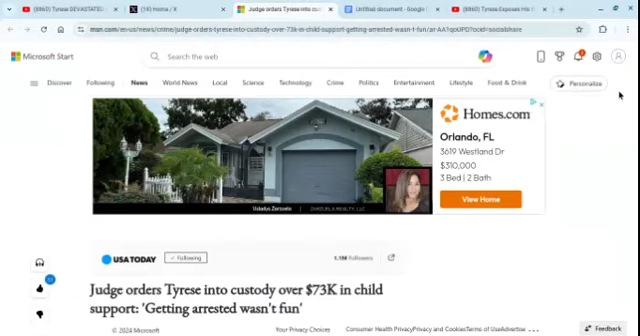 (8860) Tyrese DEVASTATED
(14) Home / X
Judge orders Tyrese into cus
Untitled document - Google
(8860) Tyrese Exposes His
msn.com/en-us/news/crime/judge-orders-tyrese-into-custody-over-73k-in-child-support-getting-arrested-wasn-t-fun/ar-AA1qoUPD?ocid=socialshare
Microsoft Start
Search the web
Discover Following News World News Local Science Technology Crime Politics Entertainment Lifestyle Food & Drink
Personalize
Homes.com
Orlando, FL
3619 Westland Dr
$310,000
3 Bed | 2 Bath
View Home
USA TODAY
Following
Followers
Judge orders Tyrese into custody over $73K in child
support: 'Getting arrested wasn't fun'
© 2024 Microsoft
Your Privacy Choices
Consumer Health Privacy
Privacy and Cookies
Terms of Use
Advertise
...
Feedback